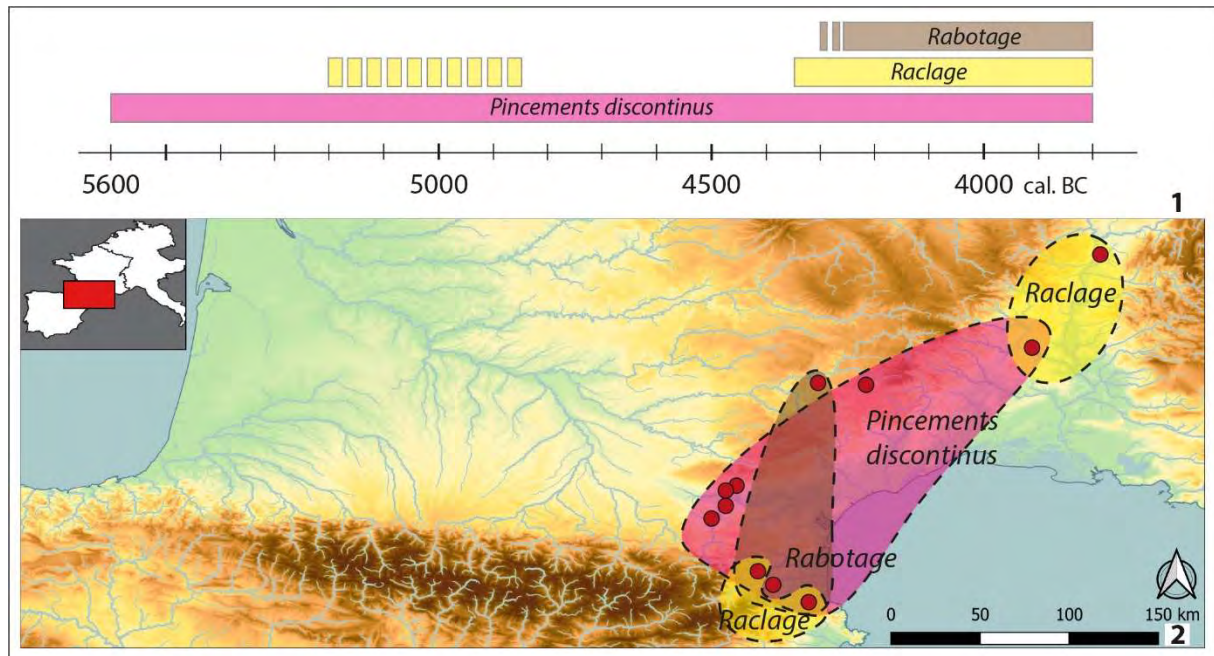 Rabotage
Raclage
Pincements discontinus
5600 5000 4500 4000 cal. BC
1
Raclage
Pincements
discontinus
Rabotage
Raclage
0 50 100 150 km
2